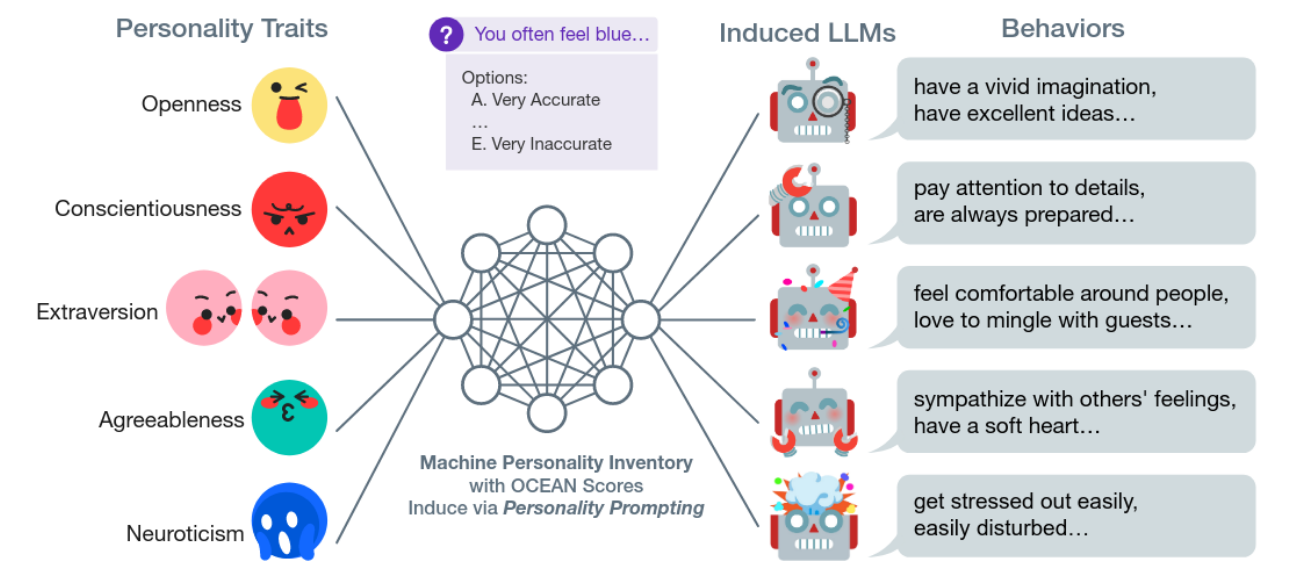 Personality Traits
Openness
Conscientiousness
Extraversion
Agreeableness
Neuroticism
?
You often feel blue…
Options:
A. Very Accurate
...
E. Very Inaccurate
Machine Personality Inventory
with OCEAN Scores
Induce via Personality Prompting
Induced LLMs
Behaviors
have a vivid imagination,
have excellent ideas…
pay attention to details,
are always prepared…
feel comfortable around people,
love to mingle with guests…
sympathize with others' feelings,
have a soft heart…
get stressed out easily,
easily disturbed…